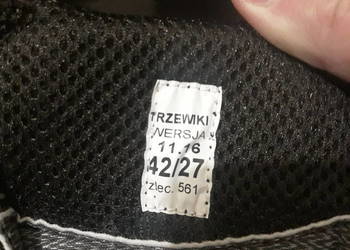 TRZEWIKI
WERSJA
11.16
42/27
zlec. 561